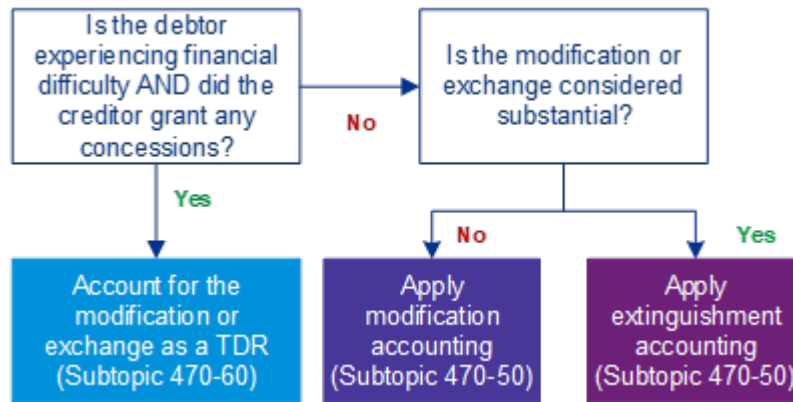 Is the debtor
experiencing financial
difficulty AND did the
creditor grant any
concessions?
No
Is the modification or
exchange considered
substantial?
Yes
No
Yes
Account for the
modification or
exchange as a TDR
(Subtopic 470-60)
Apply
modification
accounting
(Subtopic 470-50)
Apply
extinguishment
accounting
(Subtopic 470-50)